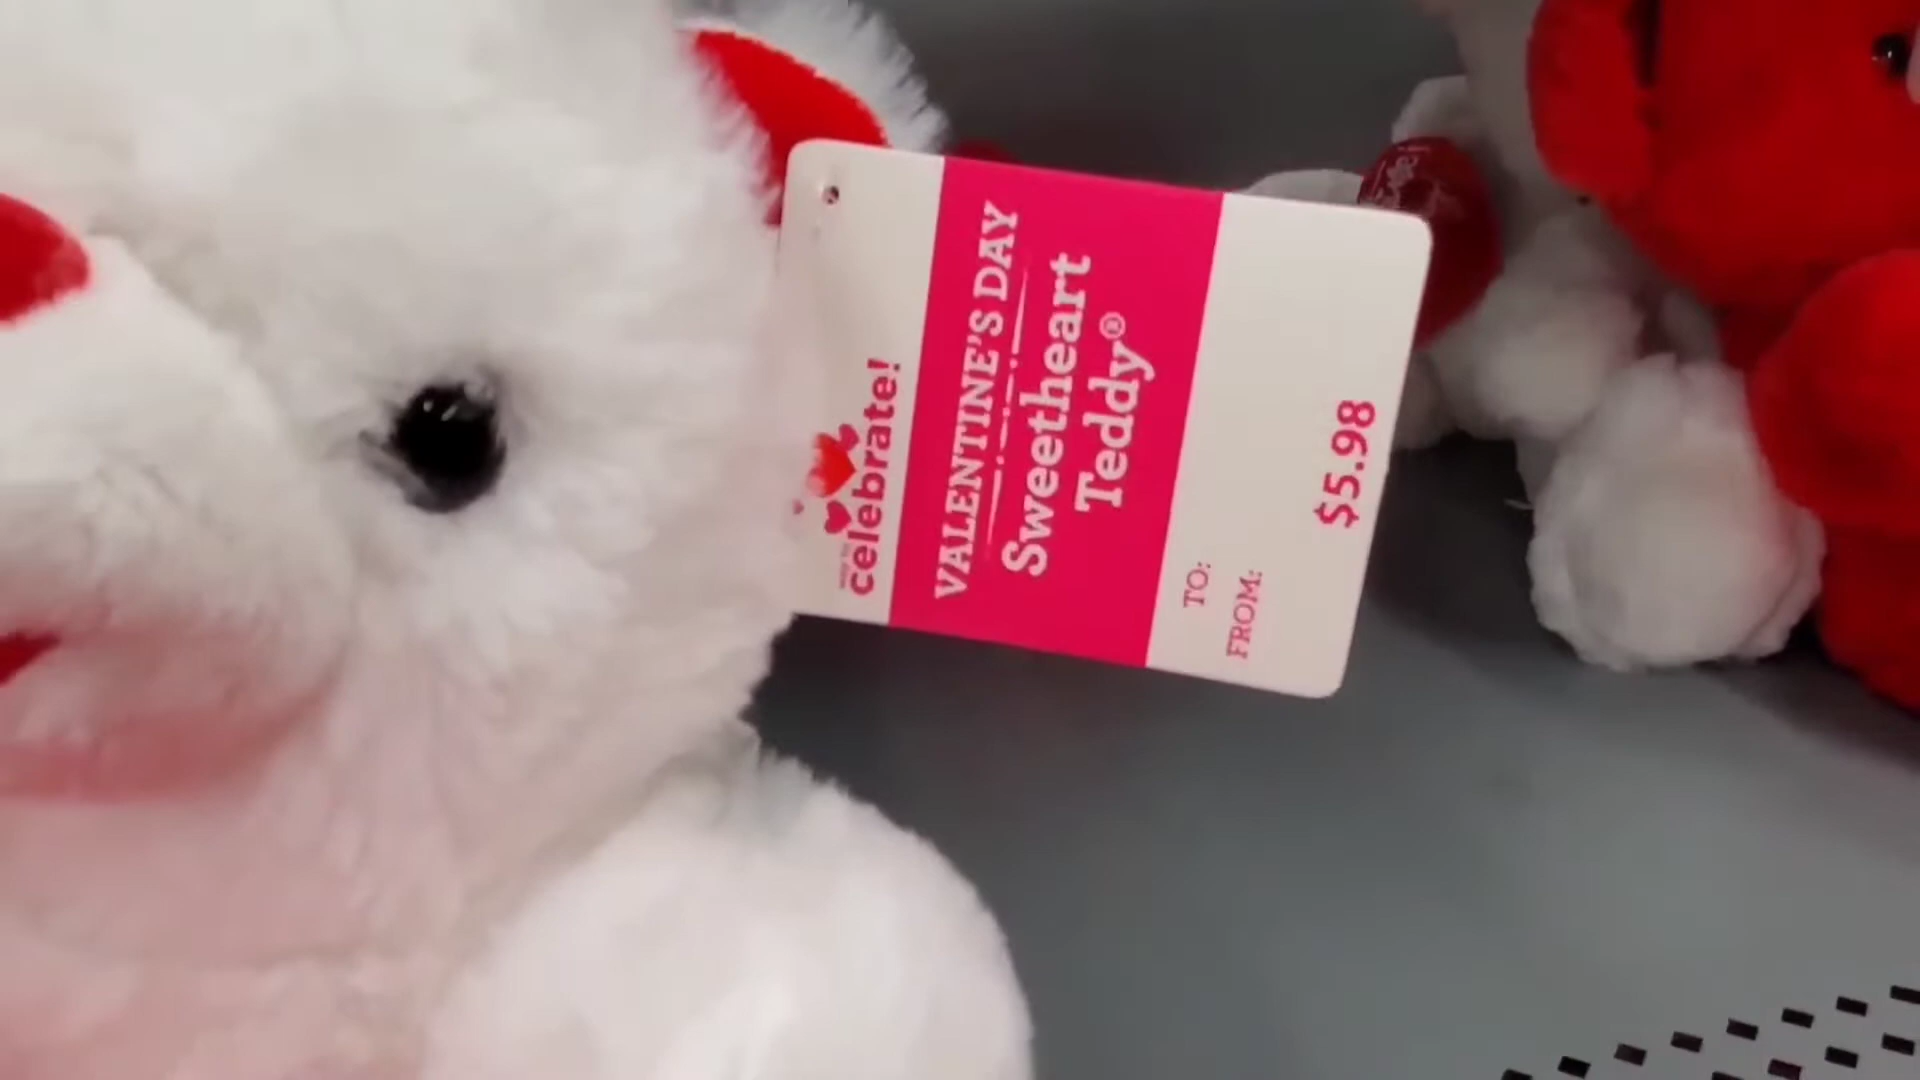 celebrate!
VALENTINE'S DAY
Sweetheart
Teddy®
TO:
FROM:
$5.98